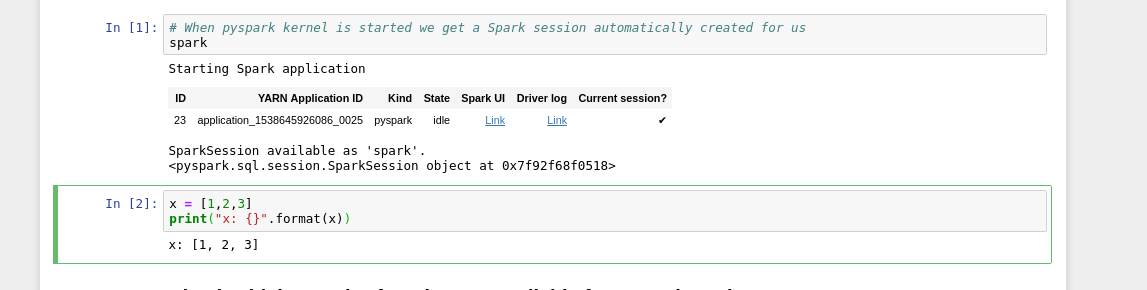 In [1]:
# When pyspark kernel is started we get a Spark session automatically created for us
spark
Starting Spark application
ID YARN Application ID Kind State Spark UI Driver log Current session?
23 application_1538645926086_0025 pyspark idle Link Link ✔
SparkSession available as 'spark'.
<pyspark.sql.session.SparkSession object at 0x7f92f68f0518>
In [2]:
x = [1,2,3]
print("x: {}".format(x))
x: [1, 2, 3]